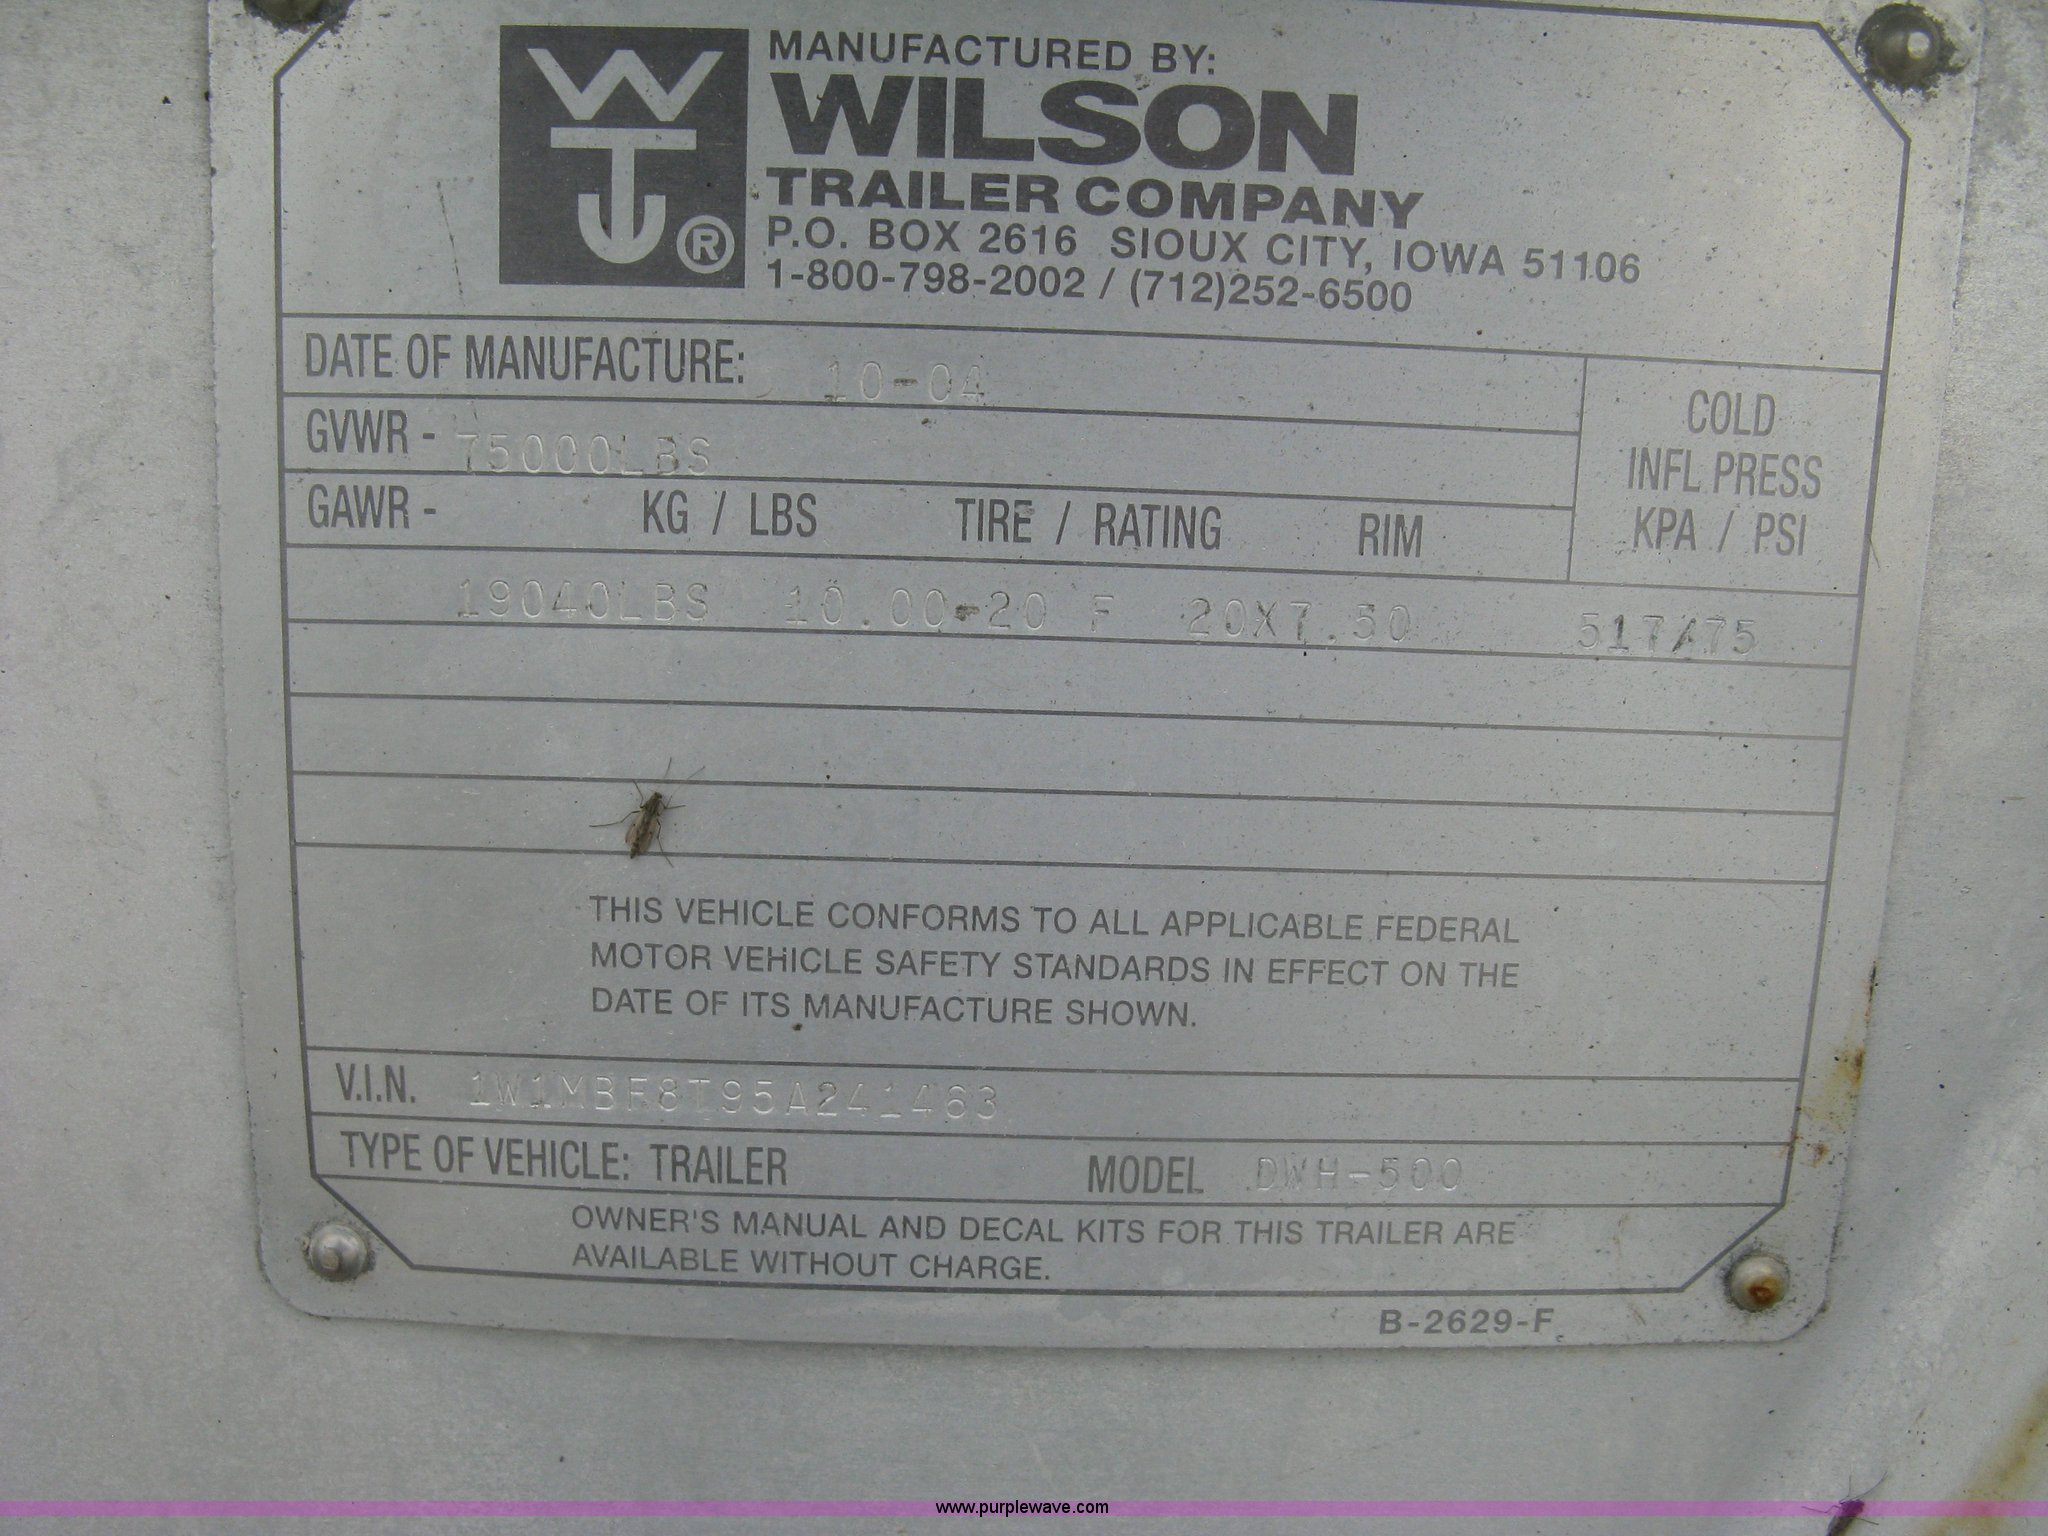 WTJ®
MANUFACTURED BY:
WILSON
TRAILER COMPANY
P.O. BOX 2616 SIOUX CITY, IOWA 51106
1-800-798-2002 / (712)252-6500
DATE OF MANUFACTURE: 10-04
GVWR - 75000LBS
GAWR - KG / LBS TIRE / RATING RIM
COLD
INFL PRESS
KPA / PSI
19040LBS 10.00-20 F 20X7.50 517/75
THIS VEHICLE CONFORMS TO ALL APPLICABLE FEDERAL
MOTOR VEHICLE SAFETY STANDARDS IN EFFECT ON THE
DATE OF ITS MANUFACTURE SHOWN.
V.I.N. 1W1MBF8T95A241463
TYPE OF VEHICLE: TRAILER MODEL DWH-500
OWNER'S MANUAL AND DECAL KITS FOR THIS TRAILER ARE
AVAILABLE WITHOUT CHARGE.
B-2629-F
www.purplewave.com